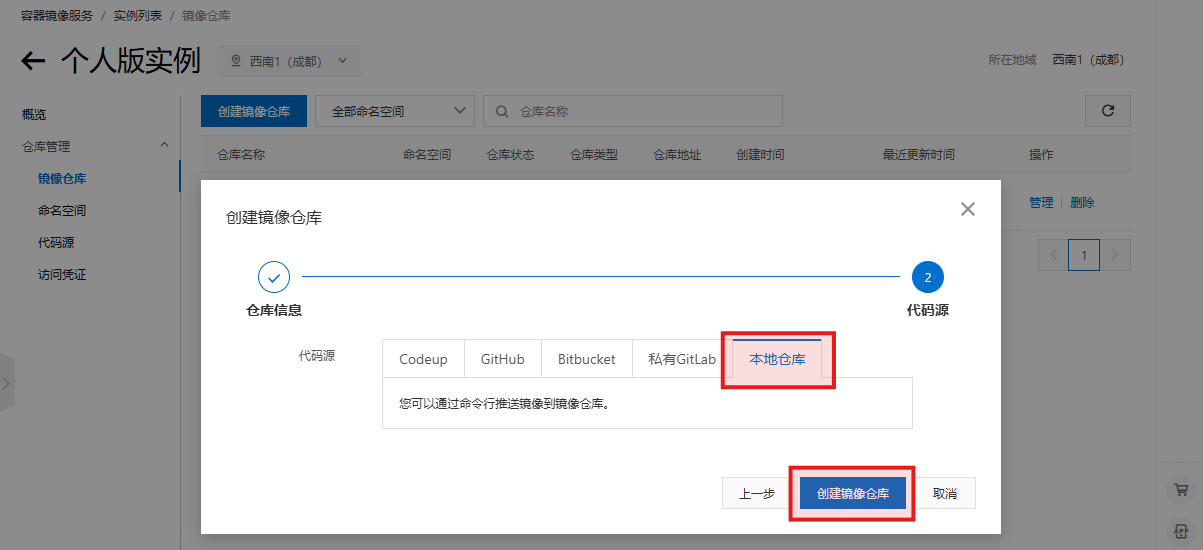 容器镜像服务 / 实例列表 / 镜像仓库
个人版实例 西南1（成都） 所在地域 西南1（成都）
概览
仓库管理
镜像仓库
命名空间
代码源
访问凭证
创建镜像仓库 全部命名空间 仓库名称
仓库名称 命名空间 仓库状态 仓库类型 仓库地址 创建时间 最近更新时间 操作
管理 删除
1
创建镜像仓库
2
仓库信息 代码源
代码源 Codeup GitHub Bitbucket 私有GitLab 本地仓库
您可以通过命令行推送镜像到镜像仓库。
上一步 创建镜像仓库 取消